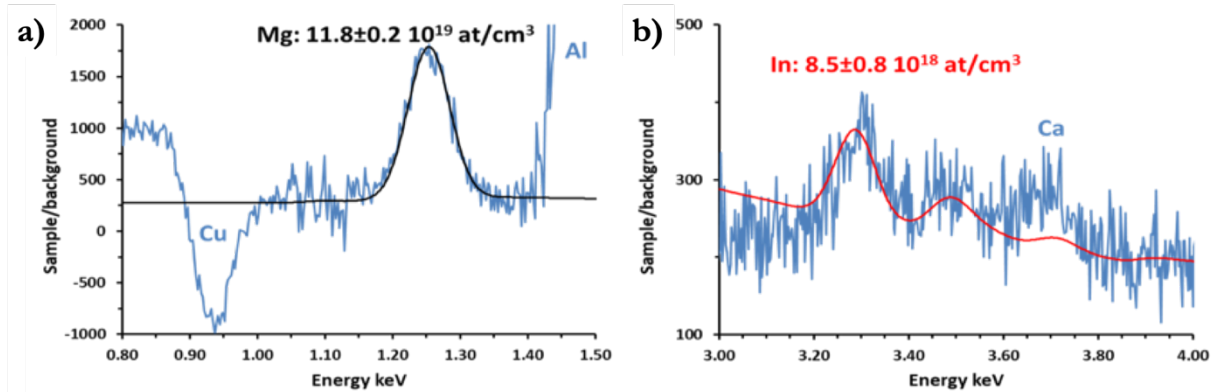 a)
Mg: 11.8±0.2 10¹⁹ at/cm³
Al
Cu
Sample/background
2000
1500
1000
500
0
-500
-1000
0.80 0.90 1.00 1.10 1.20 1.30 1.40 1.50
Energy keV
b)
In: 8.5±0.8 10¹⁸ at/cm³
Ca
Sample/background
500
300
100
3.00 3.20 3.40 3.60 3.80 4.00
Energy keV